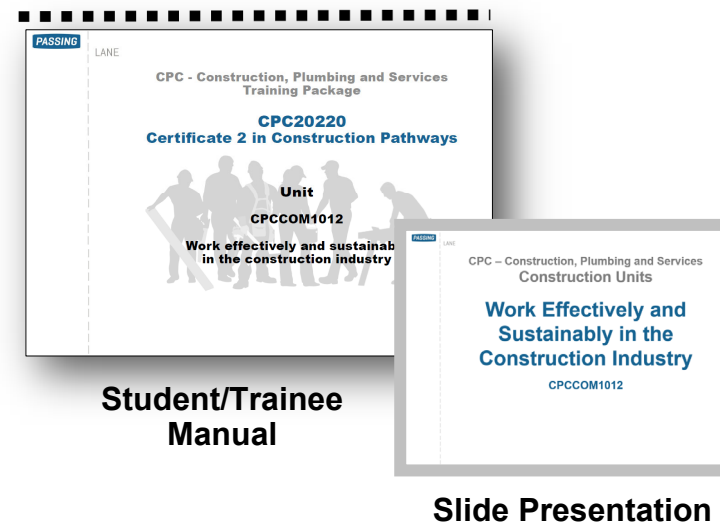 PASSING
LANE
CPC - Construction, Plumbing and Services
Training Package
CPC20220
Certificate 2 in Construction Pathways
Unit
CPCCOM1012
Work effectively and sustainab
in the construction industry
Student/Trainee
Manual
PASSING
LANE
CPC – Construction, Plumbing and Services
Construction Units
Work Effectively and
Sustainably in the
Construction Industry
CPCCOM1012
Slide Presentation